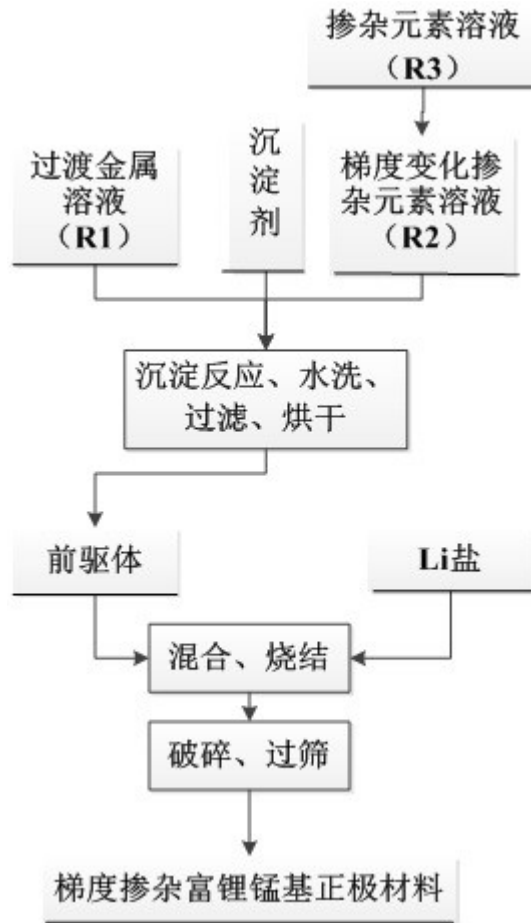 掺杂元素溶液
（R3）
过渡金属
溶液
（R1）
沉
淀
剂
梯度变化掺
杂元素溶液
（R2）
沉淀反应、水洗、
过滤、烘干
前驱体
Li盐
混合、烧结
破碎、过筛
梯度掺杂富锂锰基正极材料